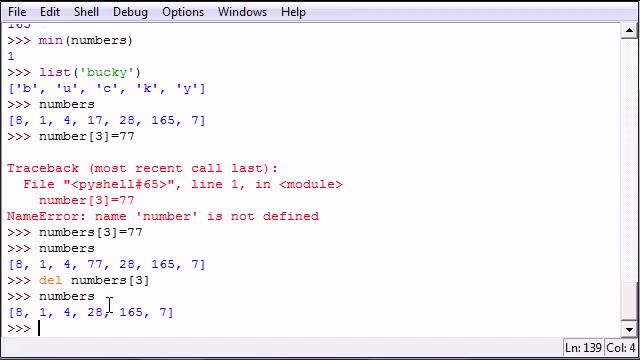 File Edit Shell Debug Options Windows Help
165
>>> min(numbers)
1
>>> list('bucky')
['b', 'u', 'c', 'k', 'y']
>>> numbers
[8, 1, 4, 17, 28, 165, 7]
>>> number[3]=77
Traceback (most recent call last):
File "<pyshell#65>", line 1, in <module>
number[3]=77
NameError: name 'number' is not defined
>>> numbers[3]=77
>>> numbers
[8, 1, 4, 77, 28, 165, 7]
>>> del numbers[3]
>>> numbers
[8, 1, 4, 28, 165, 7]
>>>
Ln: 139 Col: 4